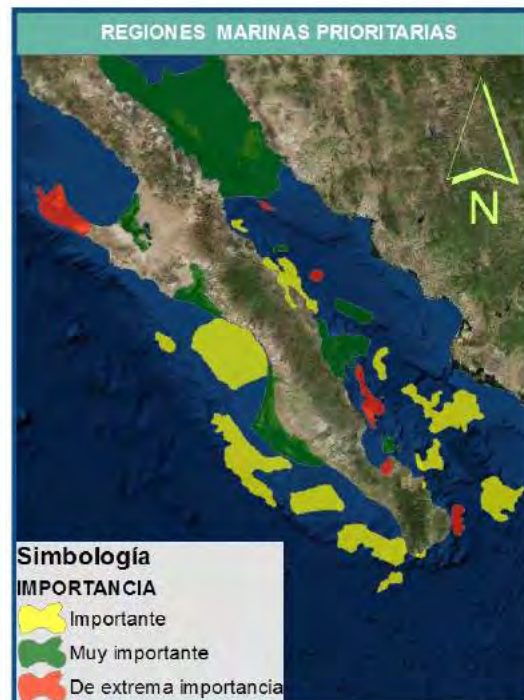 REGIONES MARINAS PRIORITARIAS
N
Simbología
IMPORTANCIA
Importante
Muy importante
De extrema importancia